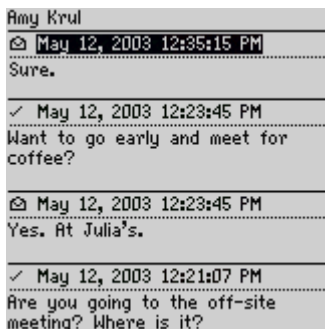 Amy Krul
May 12, 2003 12:35:15 PM
Sure.
✓ May 12, 2003 12:23:45 PM
Want to go early and meet for
coffee?
May 12, 2003 12:23:45 PM
Yes. At Julia's.
✓ May 12, 2003 12:21:07 PM
Are you going to the off-site
meeting? Where is it?